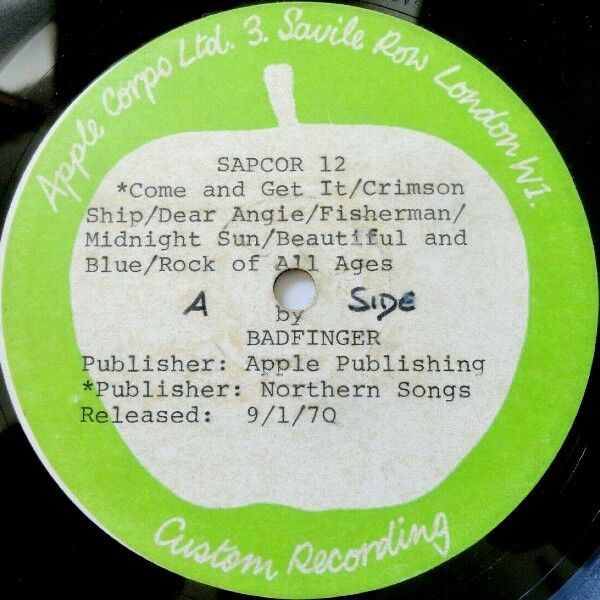 Apple Corps Ltd. 3. Savile Row London W1.
SAPCOR 12
*Come and Get It/Crimson
Ship/Dear Angie/Fisherman/
Midnight Sun/Beautiful and
Blue/Rock of All Ages
A SIDE
by
BADFINGER
Publisher: Apple Publishing
*Publisher: Northern Songs
Released: 9/1/70
Custom Recording